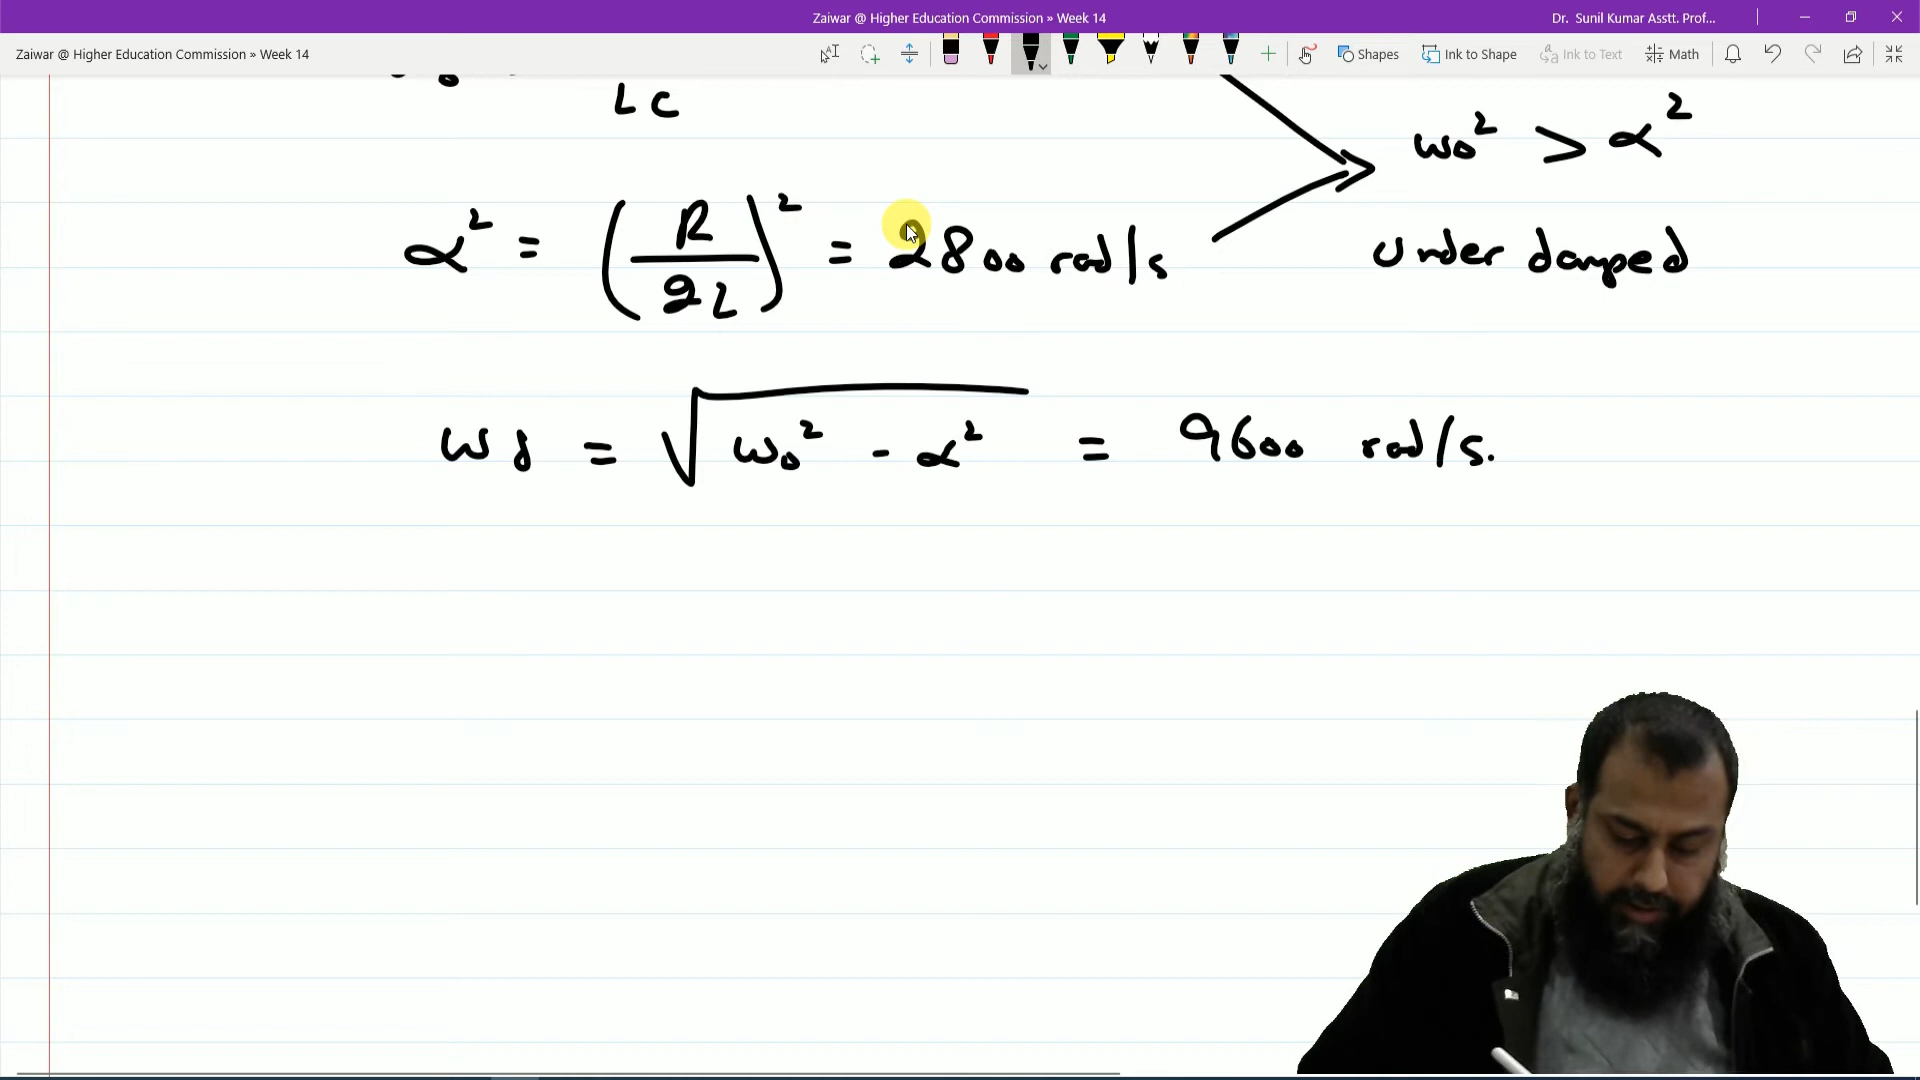 Zaiwar @ Higher Education Commission » Week 14
Dr. Sunil Kumar Asstt. Prof...
Zaiwar @ Higher Education Commission » Week 14
Shapes
Ink to Shape
Ink to Text
Math
LC
ω₀² > α²
α² = (R/2L)² = 2800 rad/s
Under damped
ωd = √(ω₀² - α²) = 9600 rad/s.